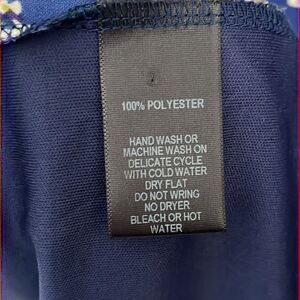 100% POLYESTER
HAND WASH OR
MACHINE WASH ON
DELICATE CYCLE
WITH COLD WATER
DRY FLAT
DO NOT WRING
NO DRYER
BLEACH OR HOT
WATER